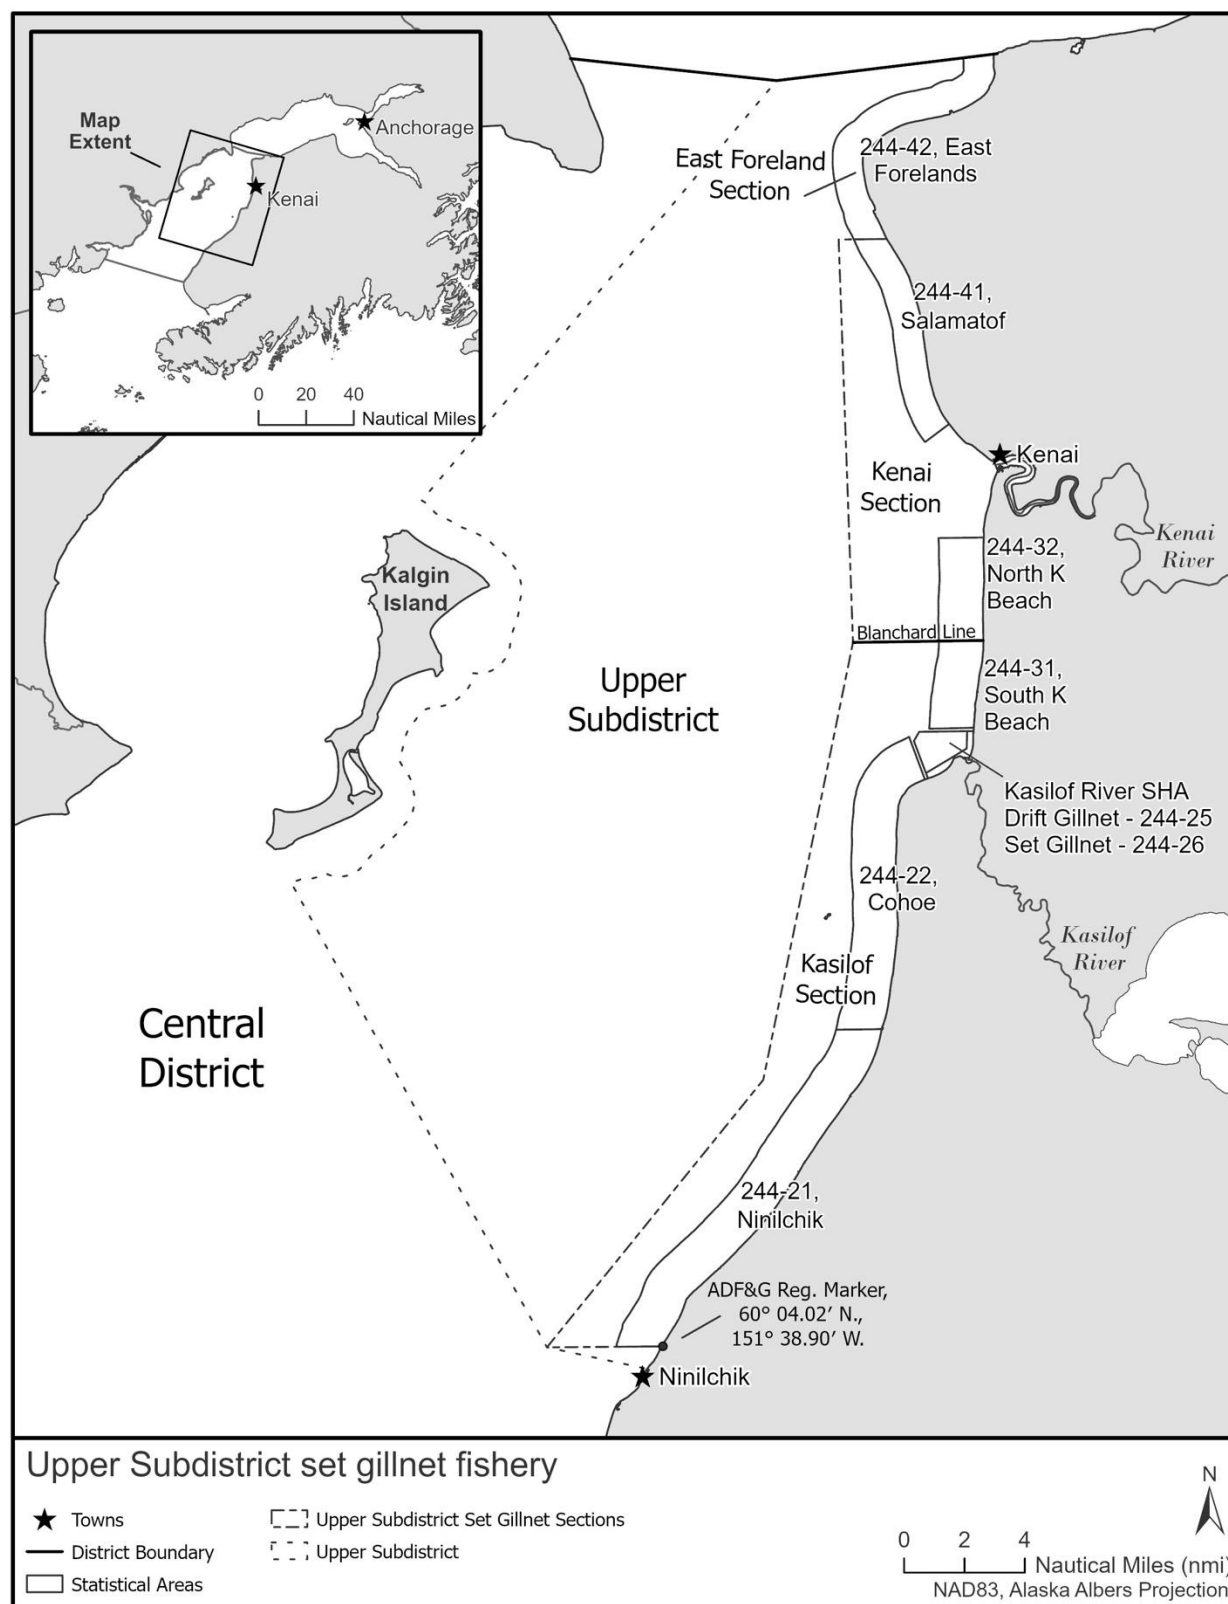 Map
Extent
Anchorage
Kenai
0 20 40
Nautical Miles
East Foreland
Section
244-42, East
Forelands
244-41,
Salamatof
Kenai
Kenai
Section
Kenai
River
244-32,
North K
Beach
Kalgin
Island
Blanchard Line
Upper
Subdistrict
244-31,
South K
Beach
Kasilof River SHA
Drift Gillnet - 244-25
Set Gillnet - 244-26
244-22,
Cohoe
Kasilof
River
Kasilof
Section
Central
District
244-21,
Ninilchik
ADF&G Reg. Marker,
60° 04.02′ N.,
151° 38.90′ W.
Ninilchik
Upper Subdistrict set gillnet fishery
Towns
District Boundary
Statistical Areas
Upper Subdistrict Set Gillnet Sections
Upper Subdistrict
N
0 2 4
Nautical Miles (nmi)
NAD83, Alaska Albers Projection